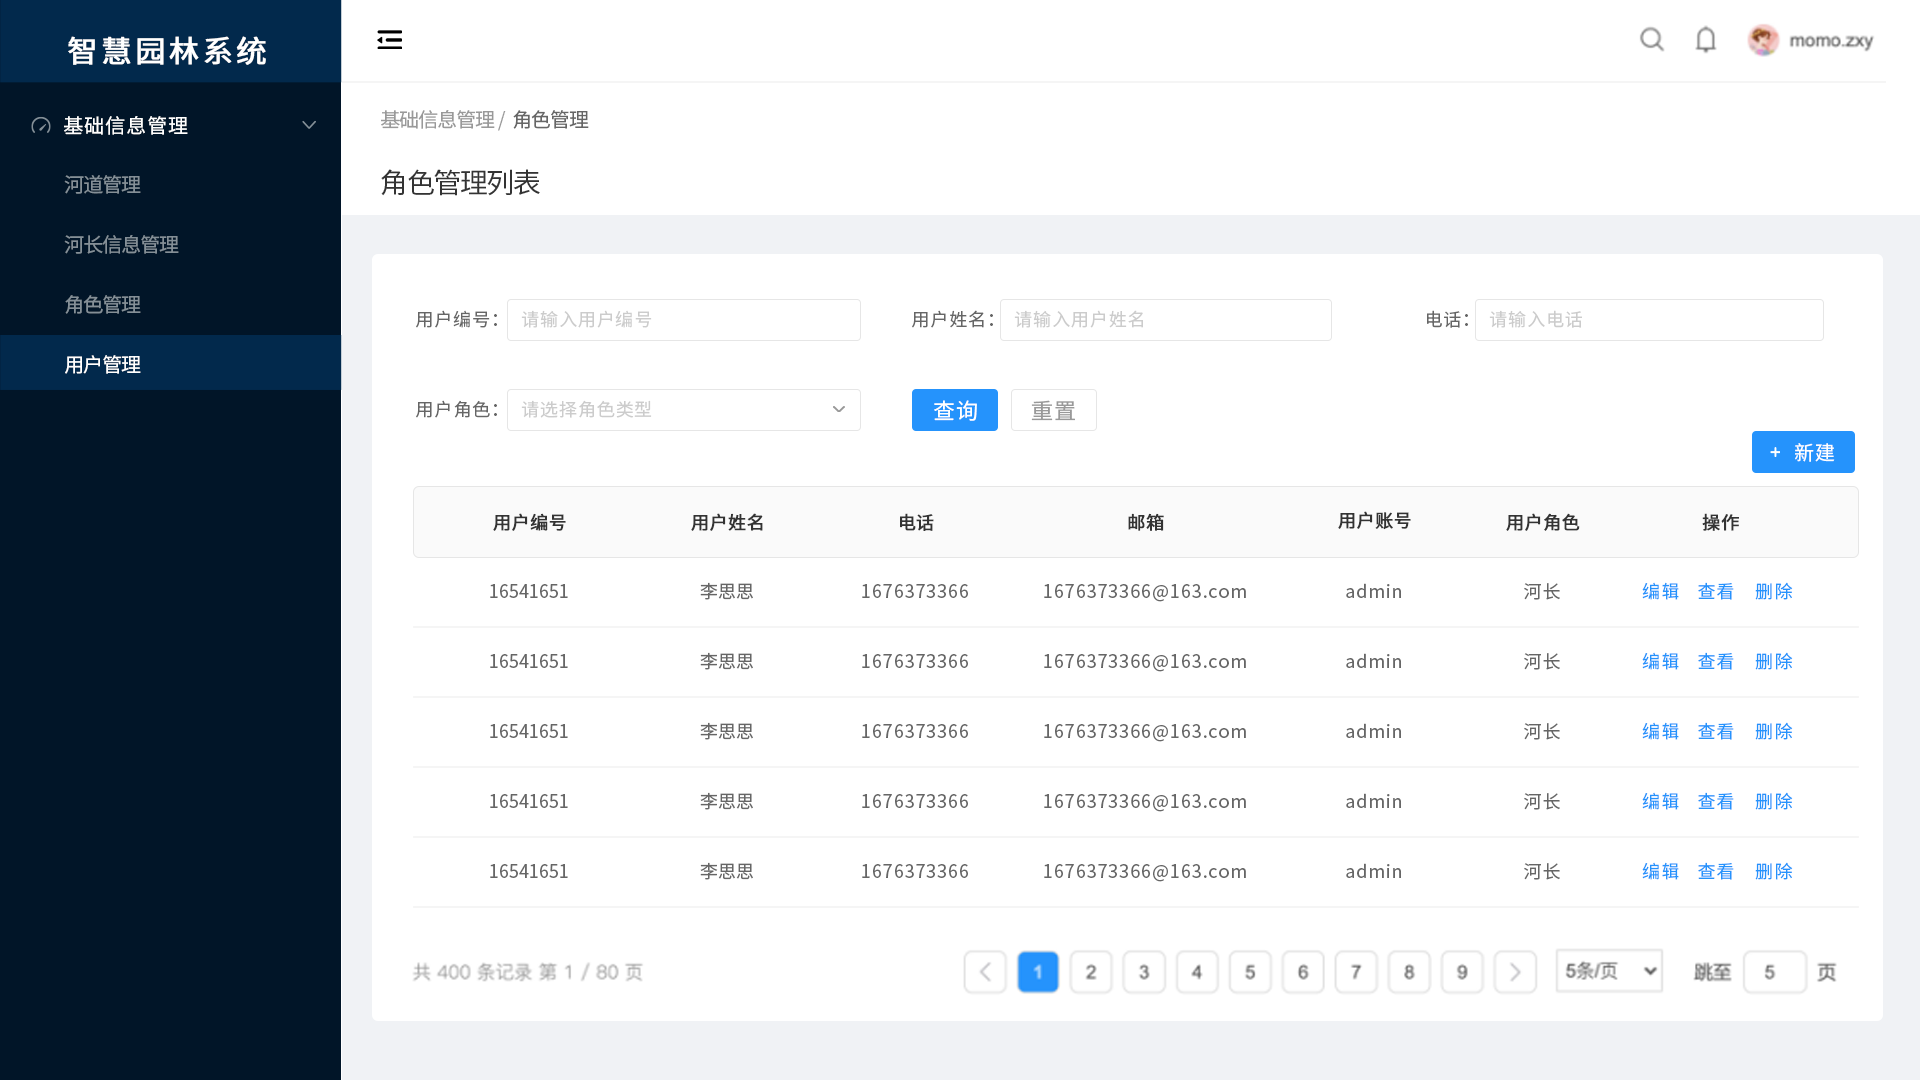 智慧园林系统
momo.zxy
基础信息管理
河道管理
河长信息管理
角色管理
用户管理
基础信息管理 / 角色管理
角色管理列表
用户编号： 请输入用户编号 用户姓名： 请输入用户姓名 电话： 请输入电话
用户角色： 请选择角色类型 查询 重置
+ 新建
用户编号 用户姓名 电话 邮箱 用户账号 用户角色 操作
16541651 李思思 1676373366 1676373366@163.com admin 河长 编辑 查看 删除
16541651 李思思 1676373366 1676373366@163.com admin 河长 编辑 查看 删除
16541651 李思思 1676373366 1676373366@163.com admin 河长 编辑 查看 删除
16541651 李思思 1676373366 1676373366@163.com admin 河长 编辑 查看 删除
16541651 李思思 1676373366 1676373366@163.com admin 河长 编辑 查看 删除
共 400 条记录 第 1 / 80 页 1 2 3 4 5 6 7 8 9 5条/页 跳至 5 页